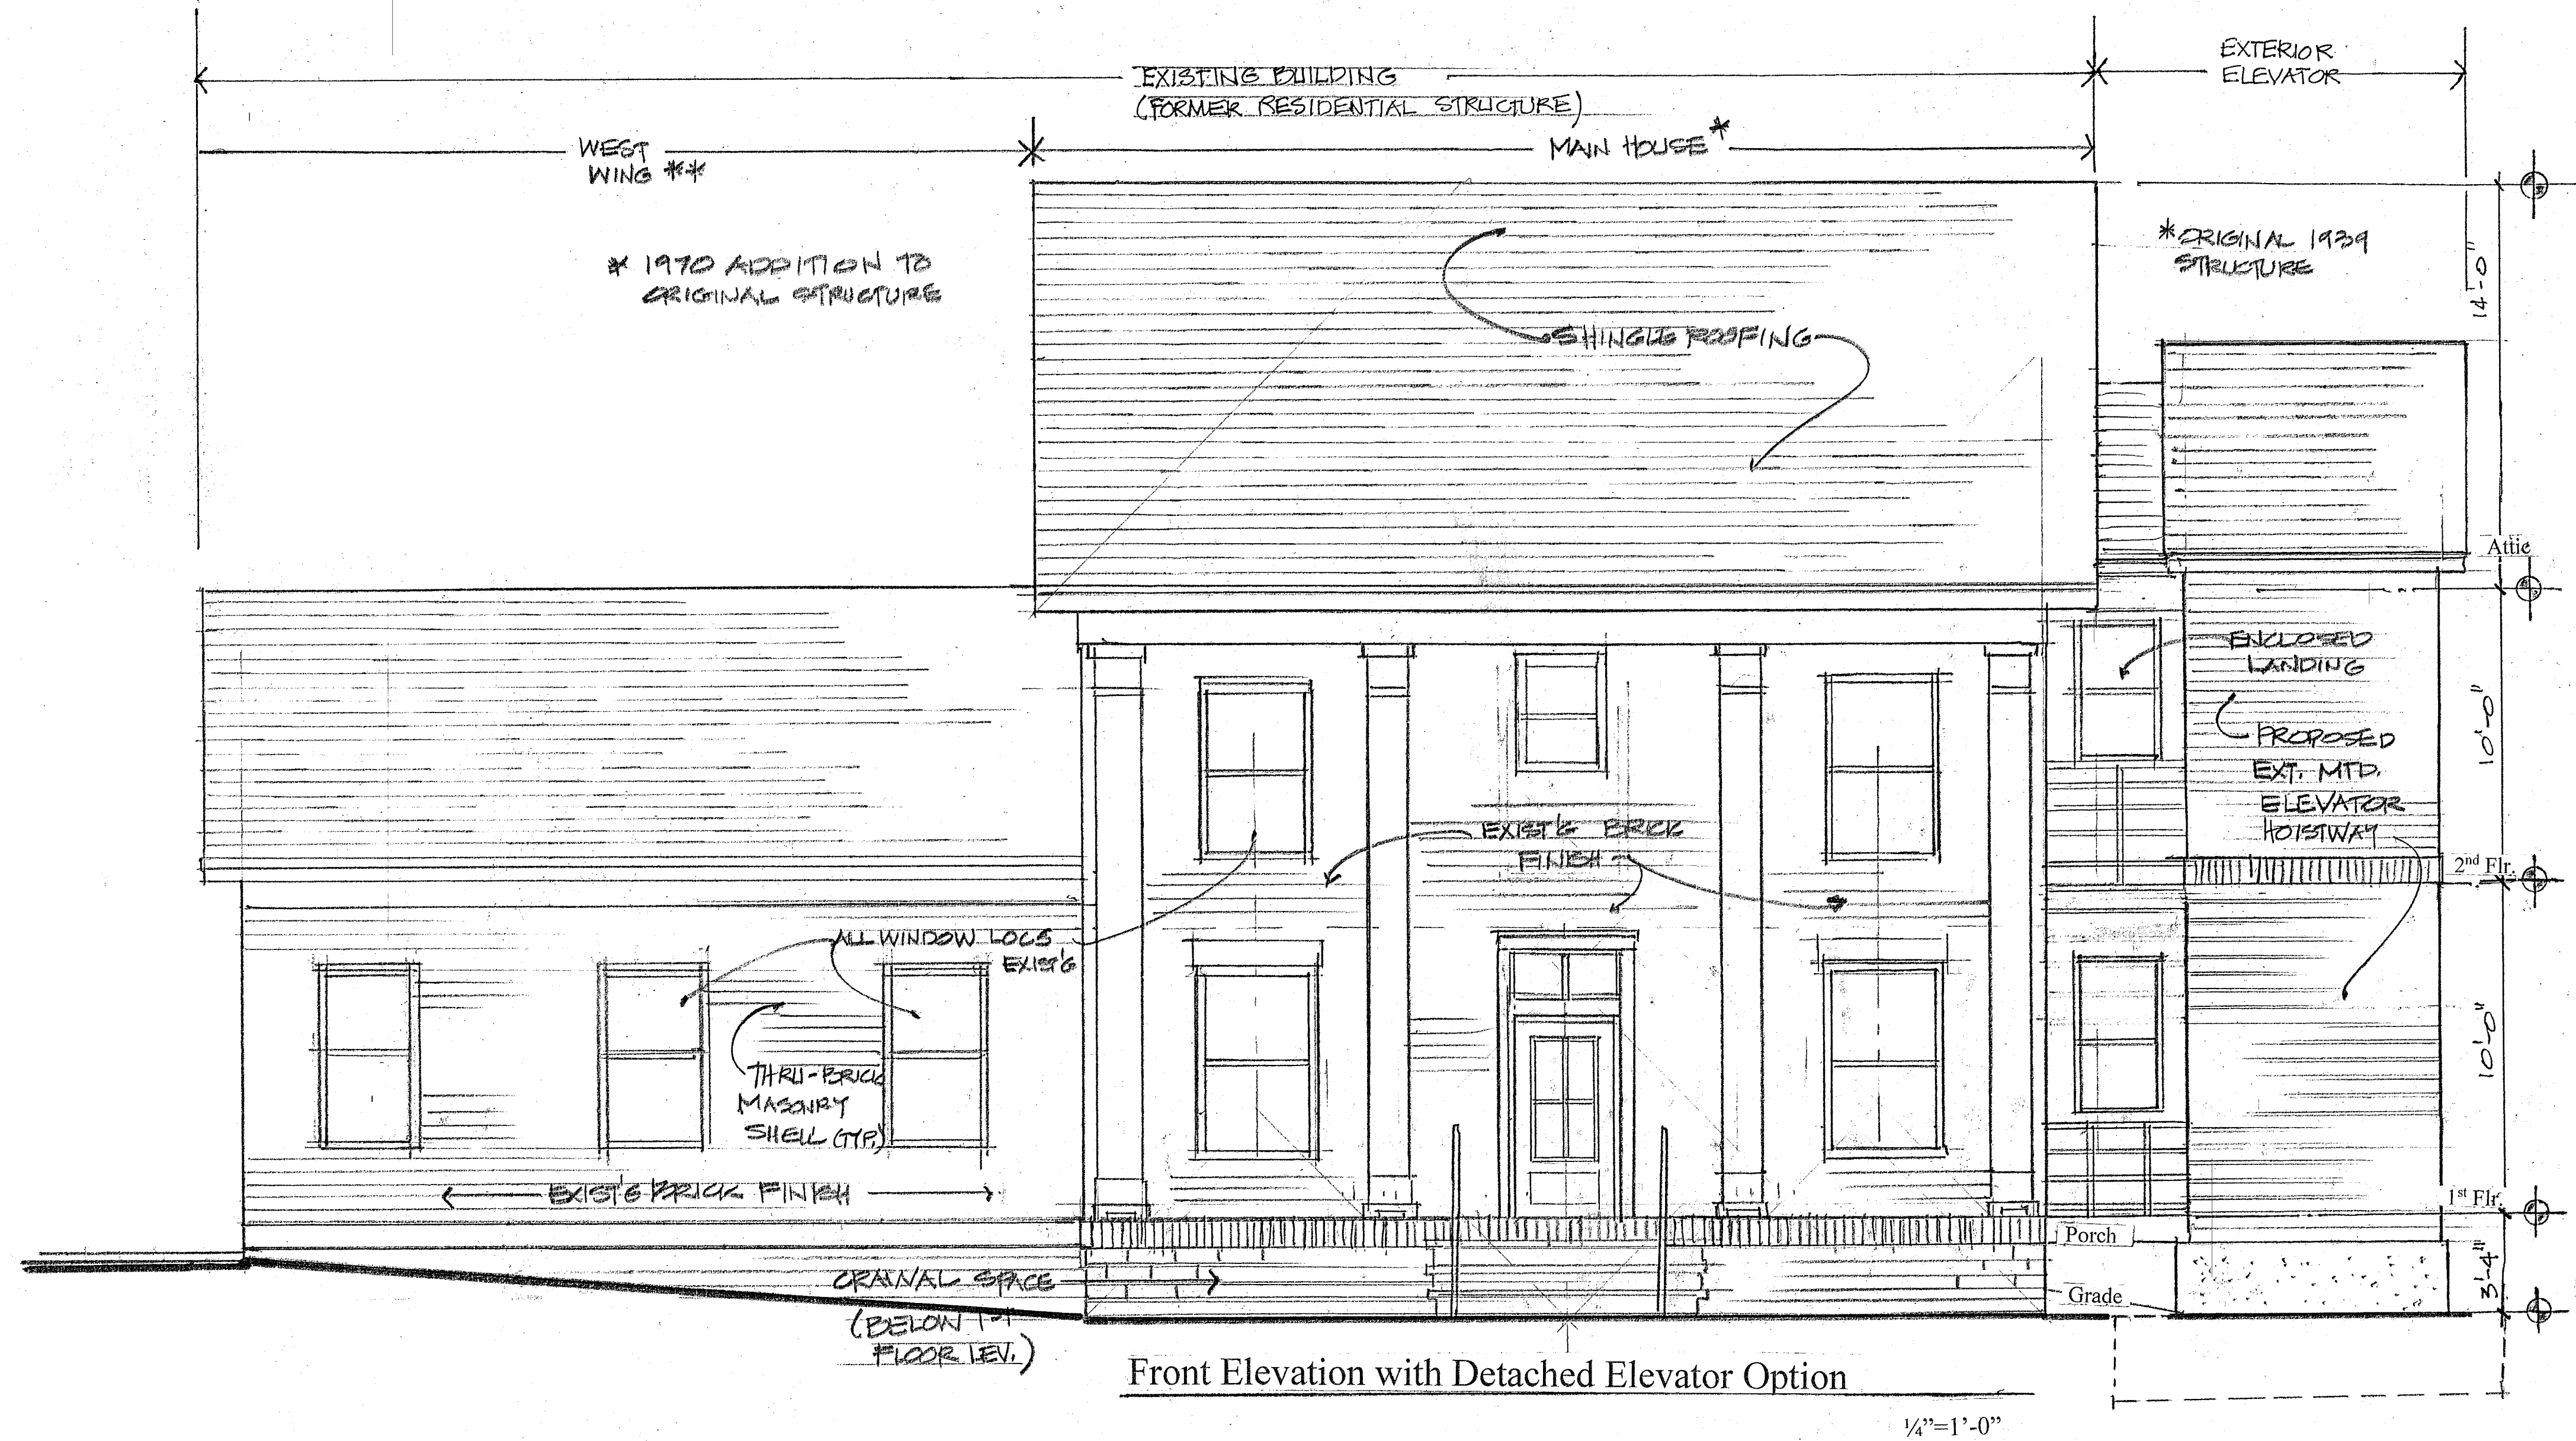 EXTERIOR
ELEVATOR
EXISTING BUILDING
(FORMER RESIDENTIAL STRUCTURE)
WEST
WING **
MAIN HOUSE*
* 1970 ADDITION TO
ORIGINAL STRUCTURE
*ORIGINAL 1939
STRUCTURE
14'-0"
SHINGLE ROOFING
Attic
ENCLOSED
LANDING
10'-0"
PROPOSED
EXT. MTD.
ELEVATOR
HOISTWAY
EXIST'G BRICK
FINISH
2nd Flr.
ALL WINDOW LOCS
EXIST'G
THRU-BRICK
MASONRY
SHELL (TYP.)
10'-0"
EXIST'G BRICK FINISH
1st Flr.
Porch
CRAWAL SPACE
(BELOW 1ST
FLOOR LEV.)
Grade
3'-4"
Front Elevation with Detached Elevator Option
¼"=1'-0"